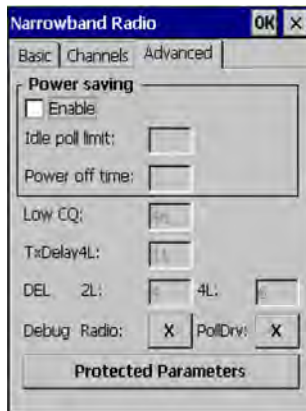 Narrowband Radio OK ×
Basic Channels Advanced
Power saving
Enable
Idle poll limit:
Power off time:
Low CQ:
TxDelay4L:
DEL 2L: 4L:
Debug Radio: X PollDrv: X
Protected Parameters